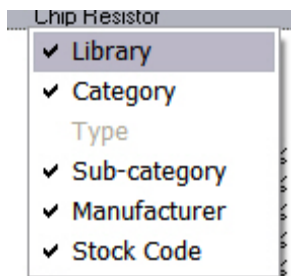 Chip Resistor
Library
Category
Type
Sub-category
Manufacturer
Stock Code